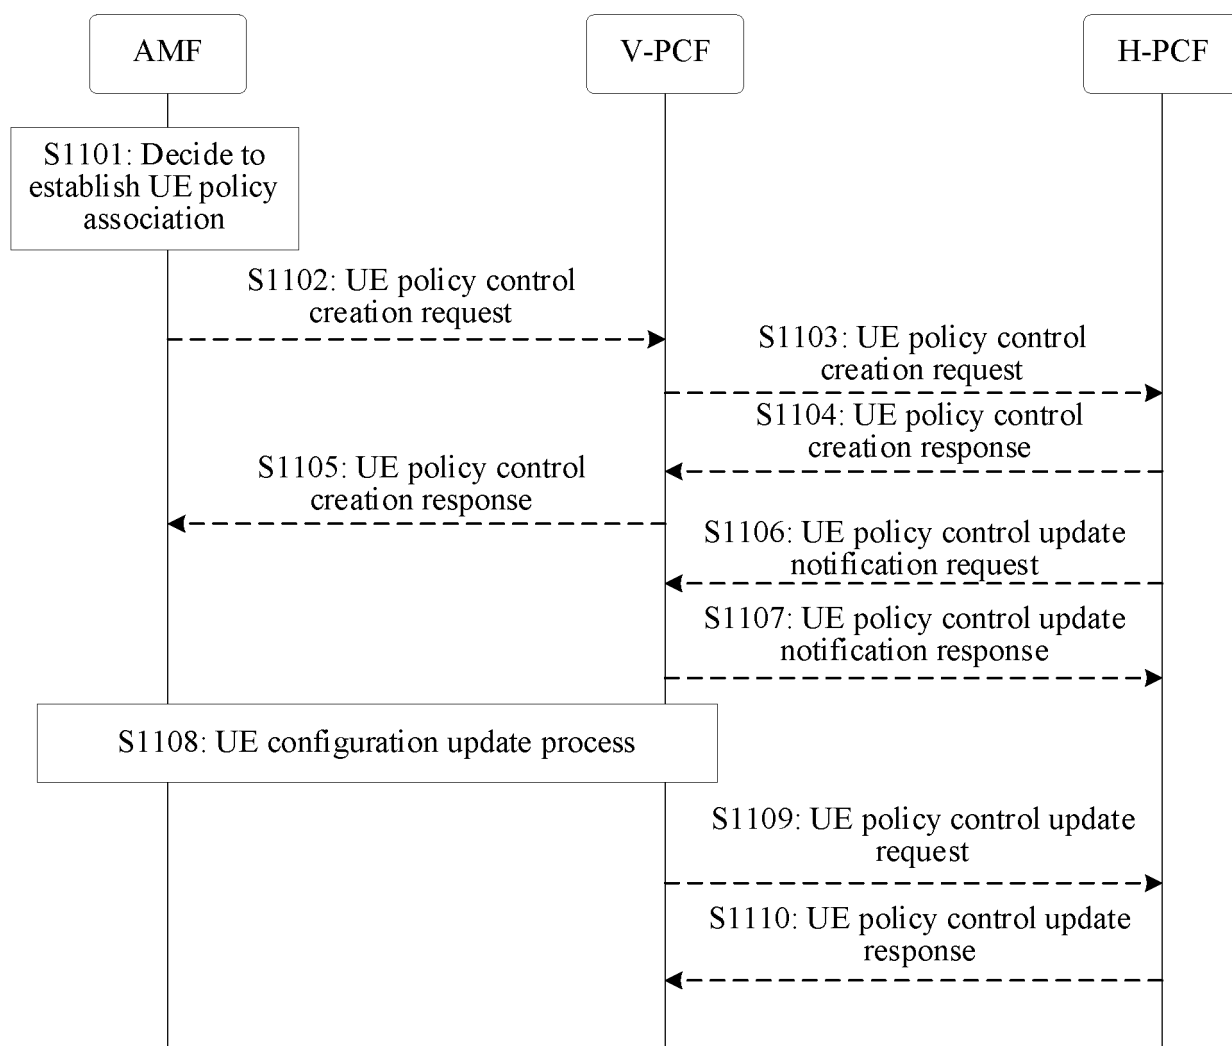 AMF
V-PCF
H-PCF
S1101: Decide to
establish UE policy
association
S1102: UE policy control
creation request
S1103: UE policy control
creation request
S1104: UE policy control
creation response
S1105: UE policy control
creation response
S1106: UE policy control update
notification request
S1107: UE policy control update
notification response
S1108: UE configuration update process
S1109: UE policy control update
request
S1110: UE policy control update
response